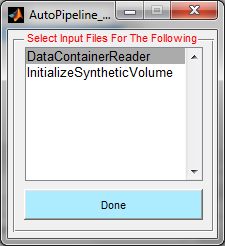 AutoPipeline_...
Select Input Files For The Following
DataContainerReader
InitializeSyntheticVolume
Done